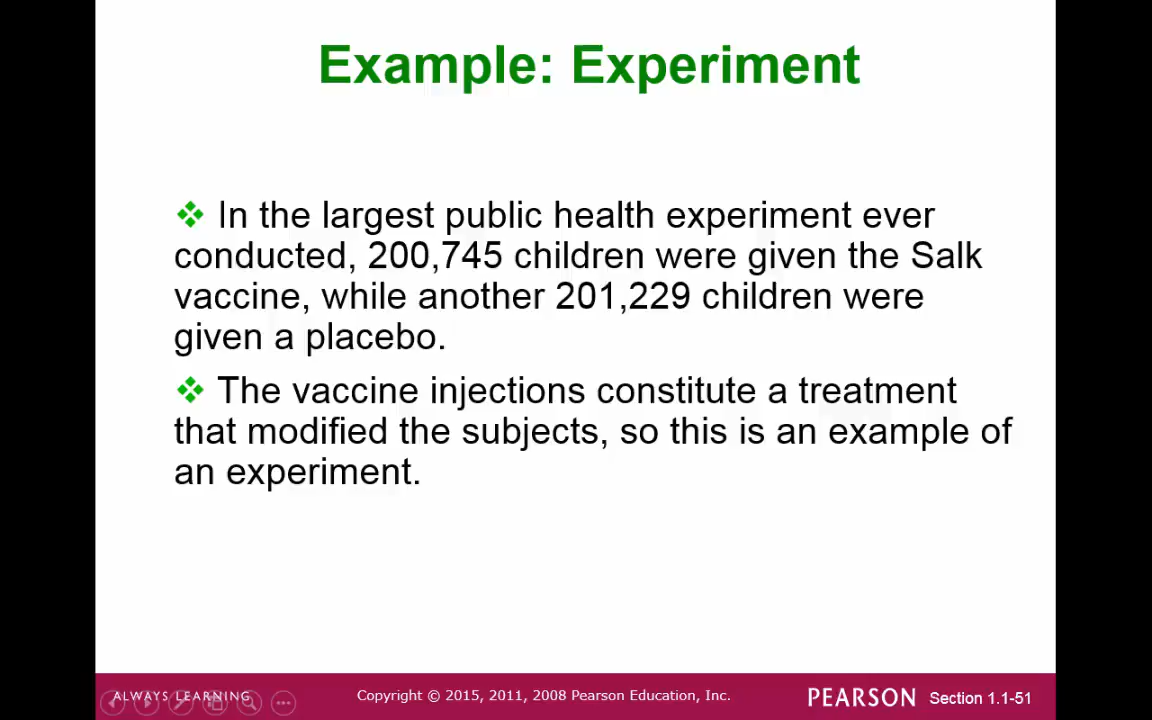 Example: Experiment
In the largest public health experiment ever
conducted, 200,745 children were given the Salk
vaccine, while another 201,229 children were
given a placebo.
The vaccine injections constitute a treatment
that modified the subjects, so this is an example of
an experiment.
ALWAYS LEARNING
Copyright © 2015, 2011, 2008 Pearson Education, Inc.
PEARSON
Section 1.1-51